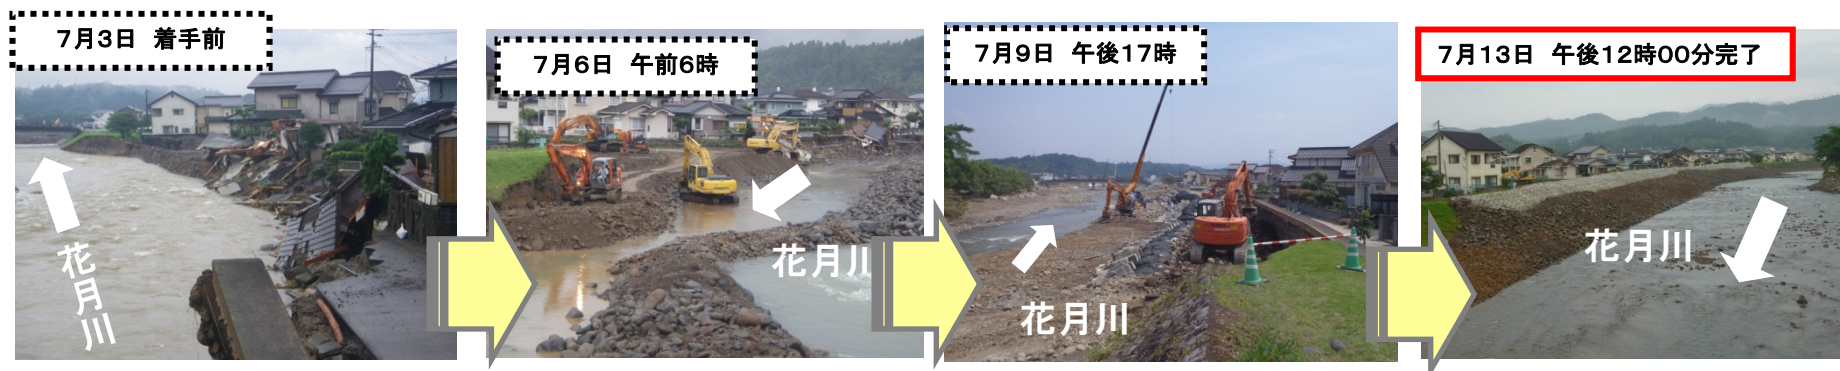 ７月３日　着手前
花月川
７月６日　午前６時
花月川
７月９日　午後１７時
花月川
７月１３日　午後１２時００分完了
花月川